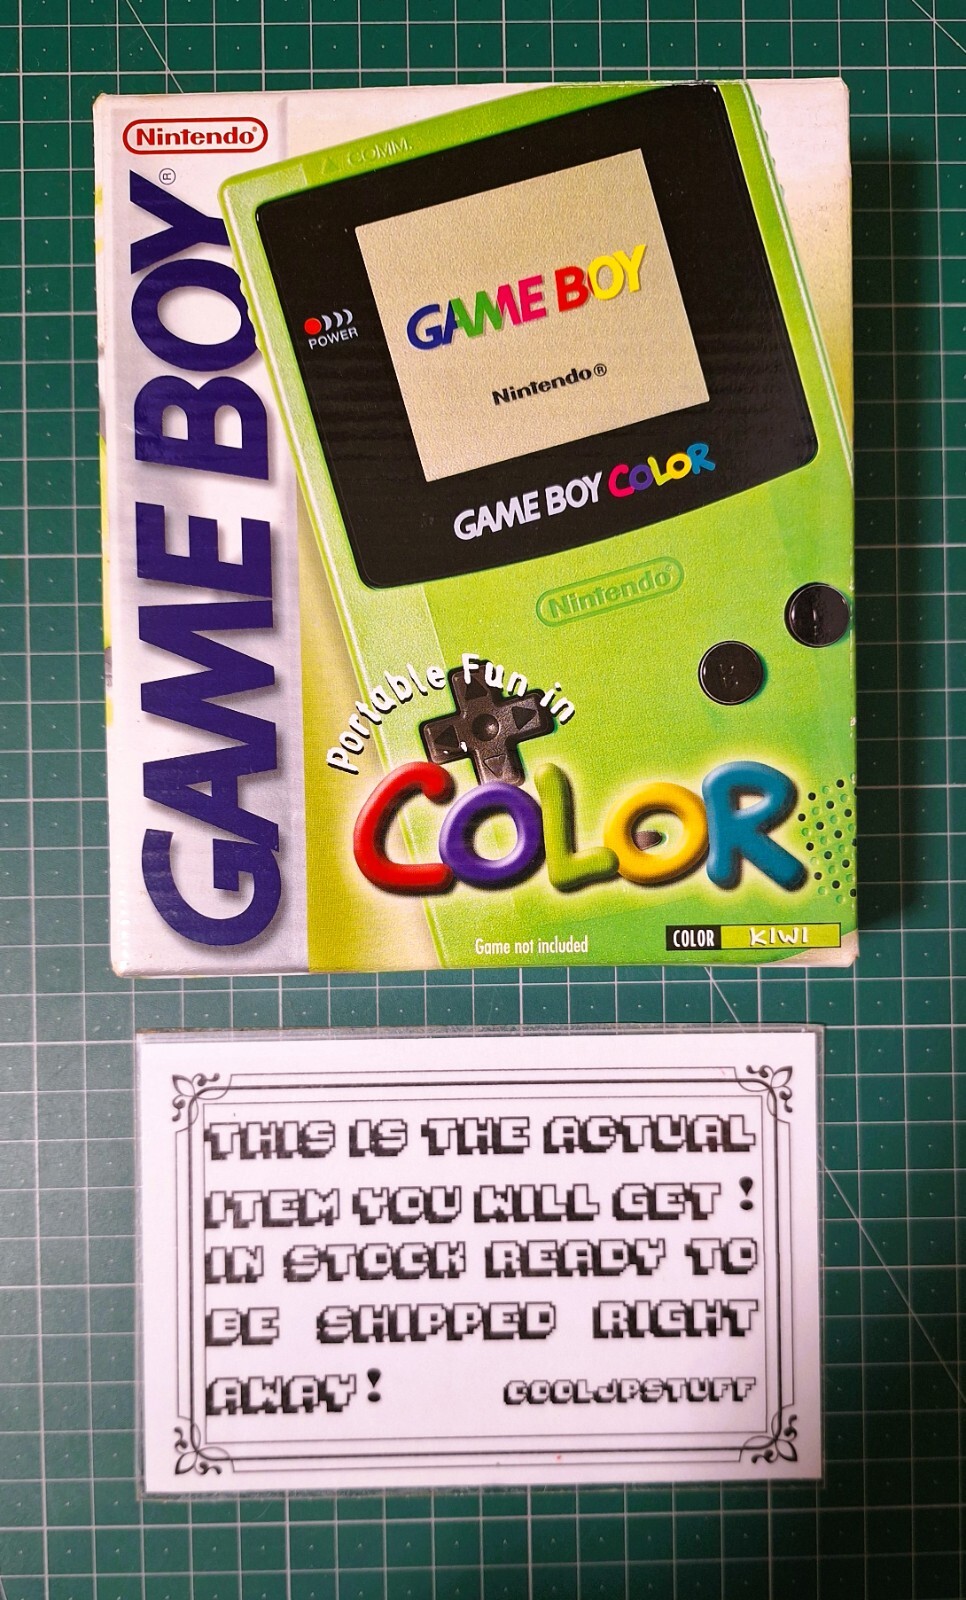 Nintendo®
GAME BOY®
COMM.
POWER
GAME BOY
Nintendo®
GAME BOY COLOR
Nintendo®
Portable Fun in
COLOR
Game not included
COLOR KIWI
THIS IS THE ACTUAL
ITEM YOU WILL GET !
IN STOCK READY TO
BE SHIPPED RIGHT
AWAY! COOLJPSTUFF